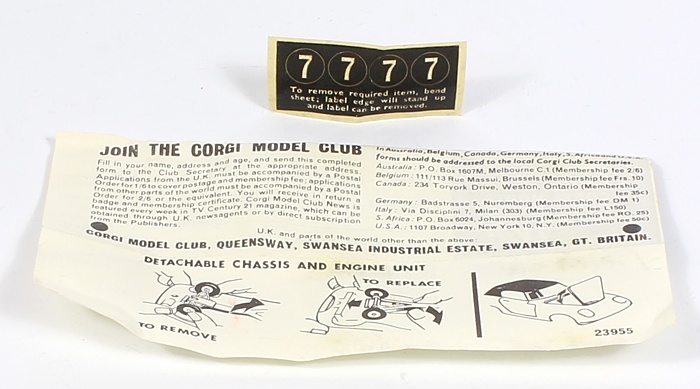 7 7 7 7
To remove required item, bend
sheet; label edge will stand up
and label can be removed.
JOIN THE CORGI MODEL CLUB
Fill in your name, address and age, and send this completed
form to the Club Secretary at the appropriate address.
Applications from the U.K. must be accompanied by a Postal
Order for 1/6 to cover postage and membership fee; applications
from other parts of the world must be accompanied by a Postal
Order for 2/6 or the equivalent. You will receive in return a
badge and membership certificate. Corgi Model Club News is
featured every week in TV Century 21 magazine, which can be
obtained through U.K. newsagents or by direct subscription
from the Publishers.
In Australia, Belgium, Canada, Germany, Italy, S. Africa and U.S.A.
forms should be addressed to the local Corgi Club Secretaries.
Australia: P.O. Box 1607M, Melbourne C.1 (Membership fee 2/6)
Belgium: 111/113 Rue Massui, Brussels (Membership fee Frs. 10)
Canada: 234 Toryork Drive, Weston, Ontario (Membership
fee 35c)
Germany: Badstrasse 5, Nuremberg (Membership fee DM 1)
Italy: Via Disciplini 7, Milan (303) (Membership fee L150)
S. Africa: P.O. Box 6024, Johannesburg (Membership fee RO. 25)
U.S.A.: 1107 Broadway, New York 10, N.Y. (Membership fee 50c)
U.K. and parts of the world other than the above:
CORGI MODEL CLUB, QUEENSWAY, SWANSEA INDUSTRIAL ESTATE, SWANSEA, GT. BRITAIN.
DETACHABLE CHASSIS AND ENGINE UNIT
TO REMOVE
TO REPLACE
23955